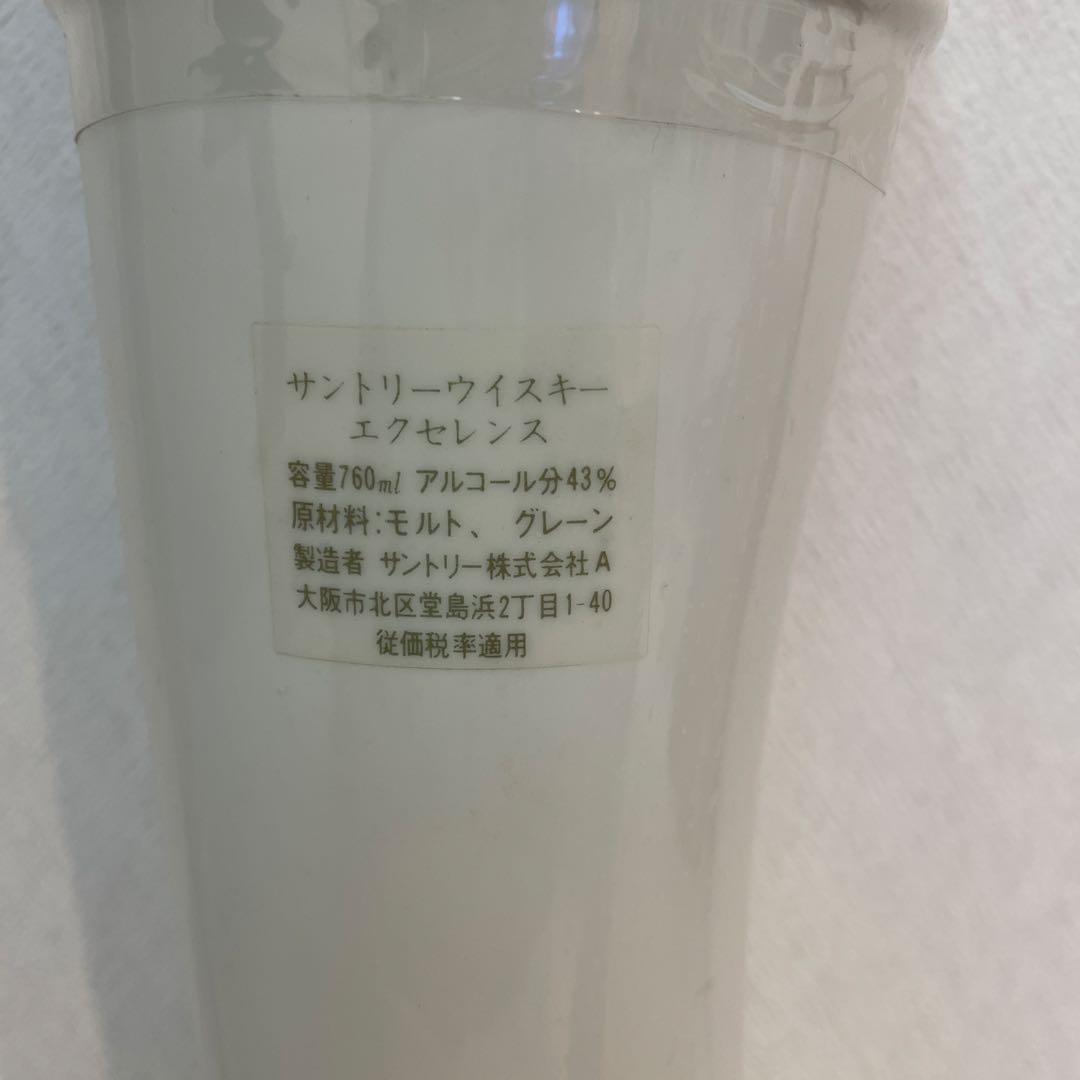 サントリーウイスキー
エクセレンス
容量760ml アルコール分43%
原材料:モルト、 グレーン
製造者 サントリー株式会社A
大阪市北区堂島浜2丁目1-40
従価税率適用